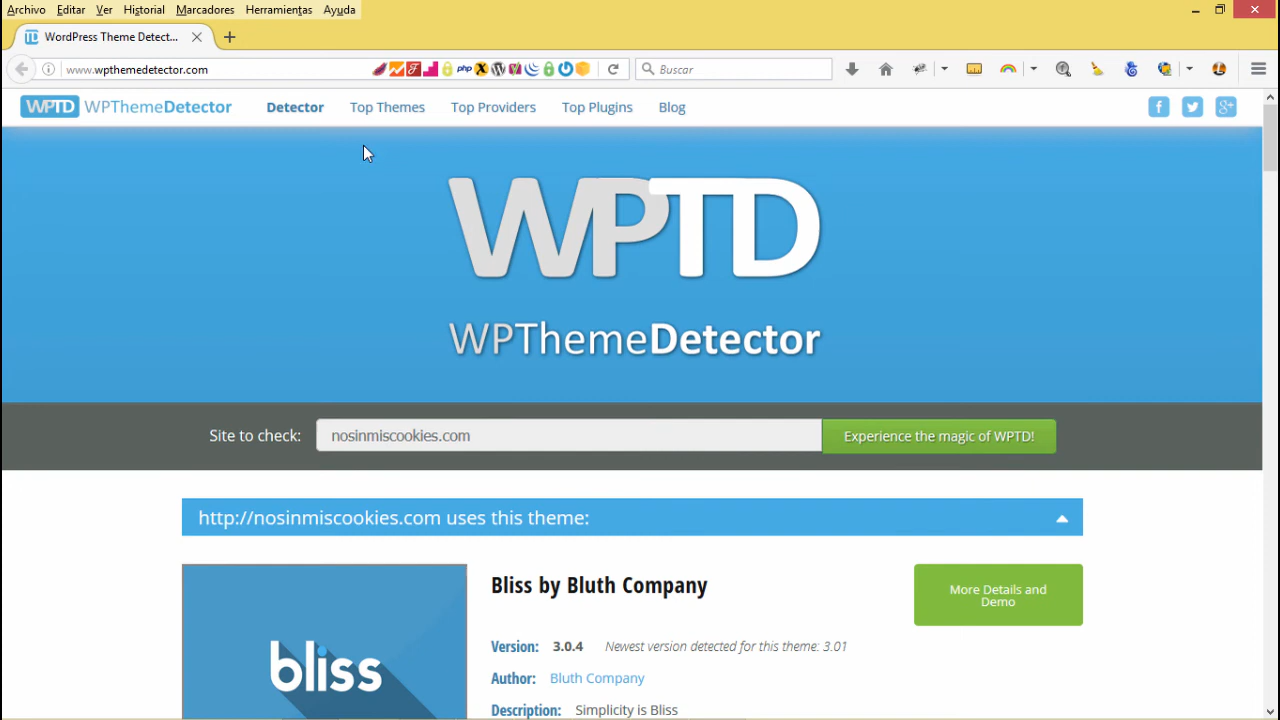 Archivo Editar Ver Historial Marcadores Herramientas Ayuda
TD WordPress Theme Detect...
www.wpthemedetector.com php Buscar
WPTD WPThemeDetector Detector Top Themes Top Providers Top Plugins Blog
WPTD
WPThemeDetector
Site to check: nosinmiscookies.com Experience the magic of WPTD!
http://nosinmiscookies.com uses this theme:
Bliss by Bluth Company
More Details and
Demo
bliss
Version: 3.0.4 Newest version detected for this theme: 3.01
Author: Bluth Company
Description: Simplicity is Bliss